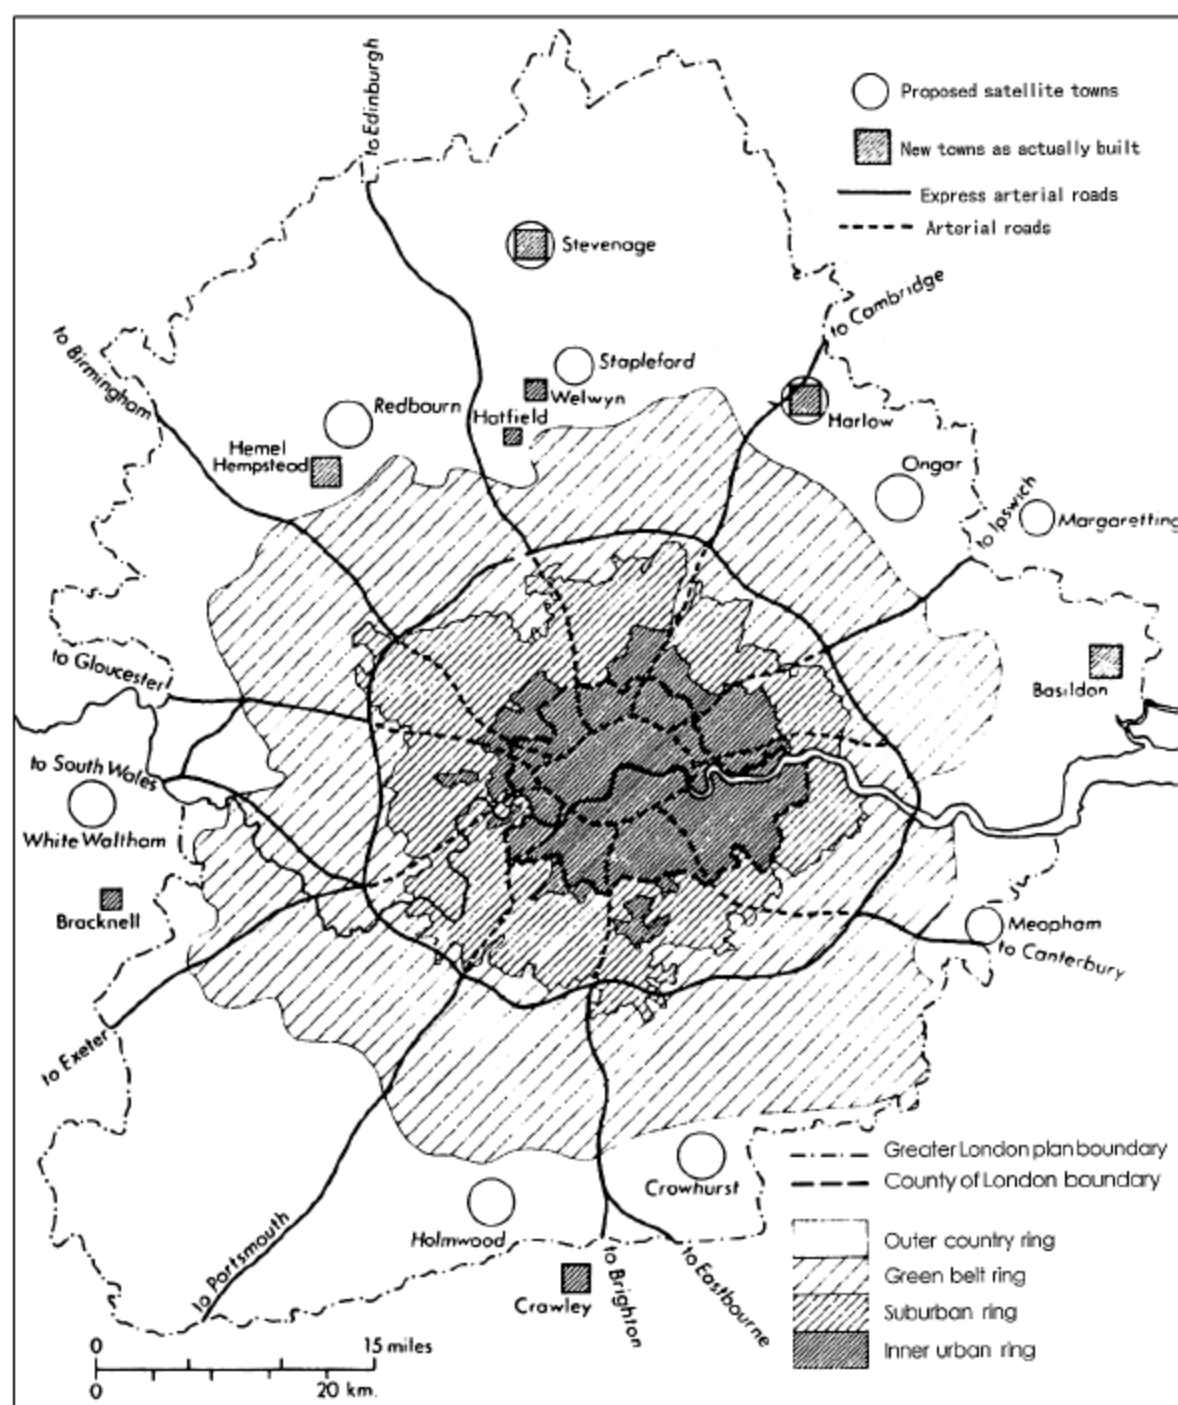 to Edinburgh
Proposed satellite towns
New towns as actually built
Express arterial roads
Arterial roads
Stevenage
to Cambridge
to Birmingham
Stapleford
Welwyn
Redbourn
Hatfield
Harlow
Hemel
Hempstead
Ongar
to Ipswich
Margaretting
to Gloucester
Basildon
to South Wales
White Waltham
Bracknell
Meopham
to Canterbury
to Exeter
Greater London plan boundary
County of London boundary
Crowhurst
to Portsmouth
Holmwood
Outer country ring
Green belt ring
Crawley
to Brighton
to Eastbourne
Suburban ring
Inner urban ring
0 15 miles
0 20 km.